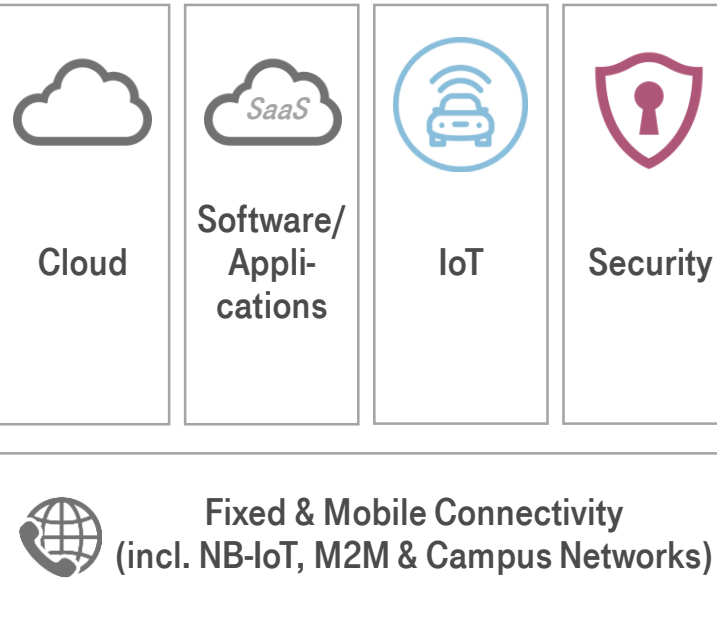 SaaS
Cloud
Software/
Appli-
cations
IoT
Security
Fixed & Mobile Connectivity
(incl. NB-IoT, M2M & Campus Networks)